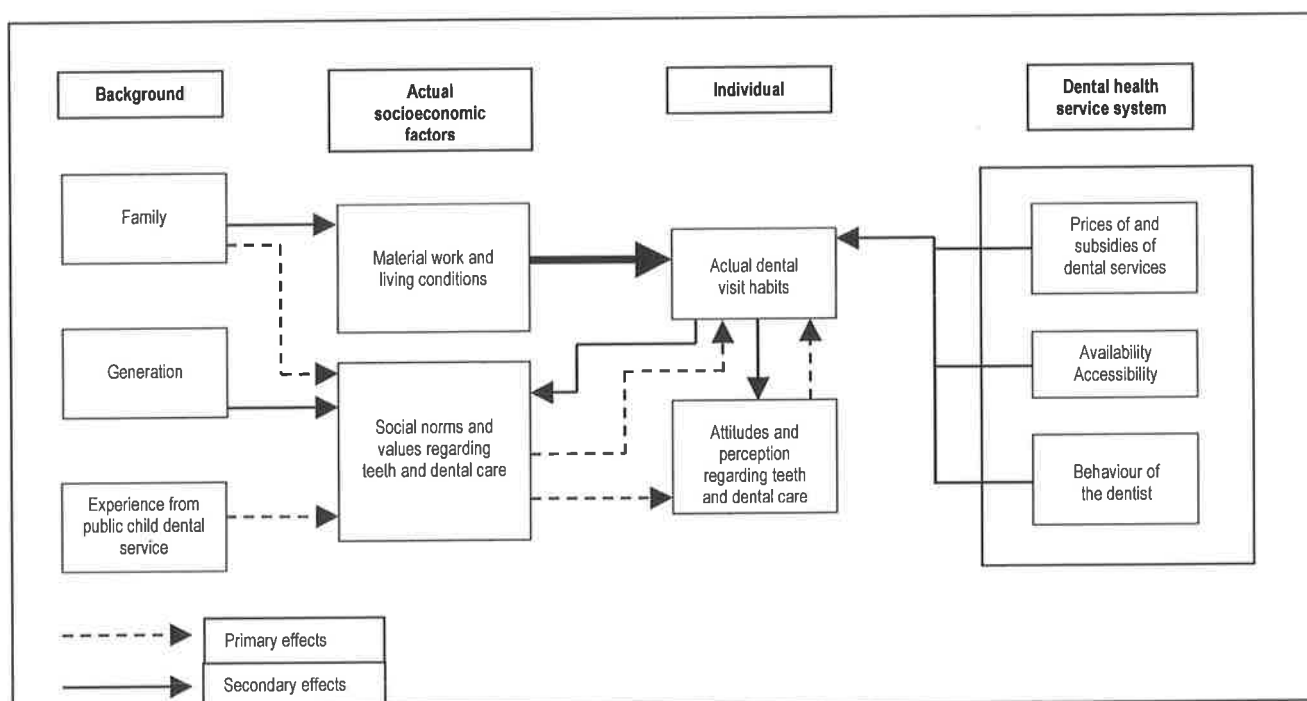 Background
Actual
socioeconomic
factors
Individual
Dental health
service system
Family
Material work and
living conditions
Actual dental
visit habits
Prices of and
subsidies of
dental services
Generation
Social norms and
values regarding
teeth and dental care
Attitudes and
perception
regarding teeth
and dental care
Availability
Accessibility
Experience from
public child dental
service
Behaviour of
the dentist
Primary effects
Secondary effects